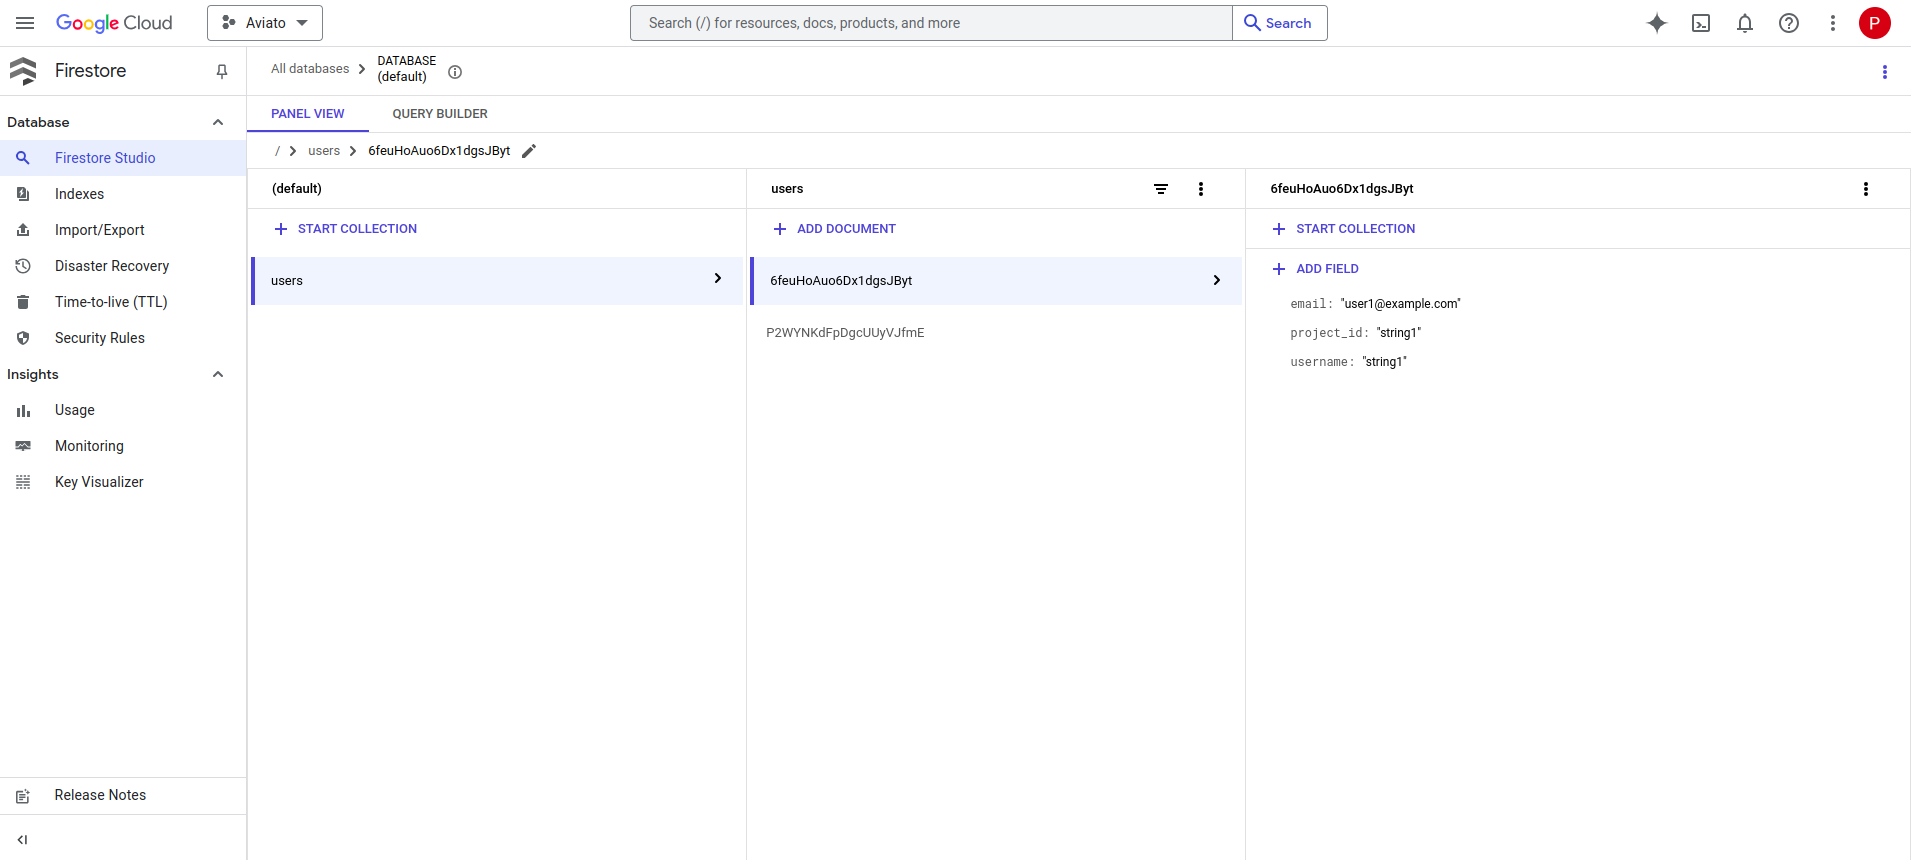 Google Cloud
Aviato
Search (/) for resources, docs, products, and more
Search
P
Firestore
All databases
DATABASE
(default)
Database
Firestore Studio
Indexes
Import/Export
Disaster Recovery
Time-to-live (TTL)
Security Rules
Insights
Usage
Monitoring
Key Visualizer
Release Notes
PANEL VIEW
QUERY BUILDER
/ users 6feuHoAuo6Dx1dgsJByt
(default)
START COLLECTION
users
users
ADD DOCUMENT
6feuHoAuo6Dx1dgsJByt
P2WYNKdFpDgcUUyVJfmE
6feuHoAuo6Dx1dgsJByt
START COLLECTION
ADD FIELD
email: "user1@example.com"
project_id: "string1"
username: "string1"